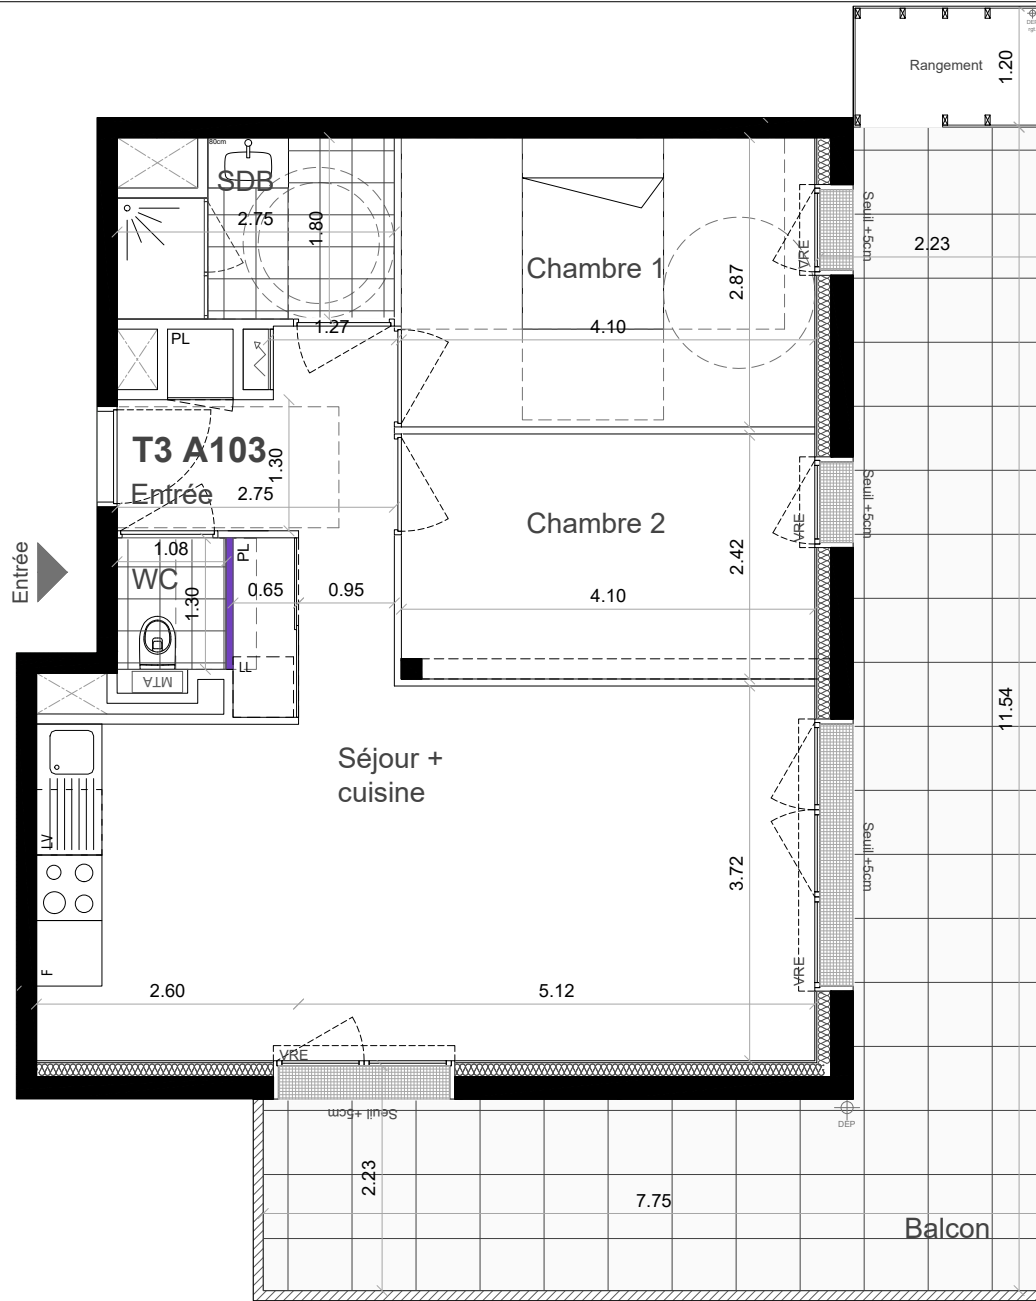 Rangement
1.20
80cm
SDB
2.75
1.80
Seuil +5cm
VRE
2.23
Chambre 1
2.87
4.10
1.27
PL
T3 A103
1.30
Entrée
2.75
Chambre 2
VRE
Seuil +5cm
2.42
4.10
Entrée
1.08
WC
1.30
PL
0.65
0.95
LL
MTA
11.54
Séjour +
cuisine
LV
F
3.72
Seuil +5cm
VRE
2.60
5.12
VRE
Seuil +5cm
DEP
2.23
7.75
Balcon